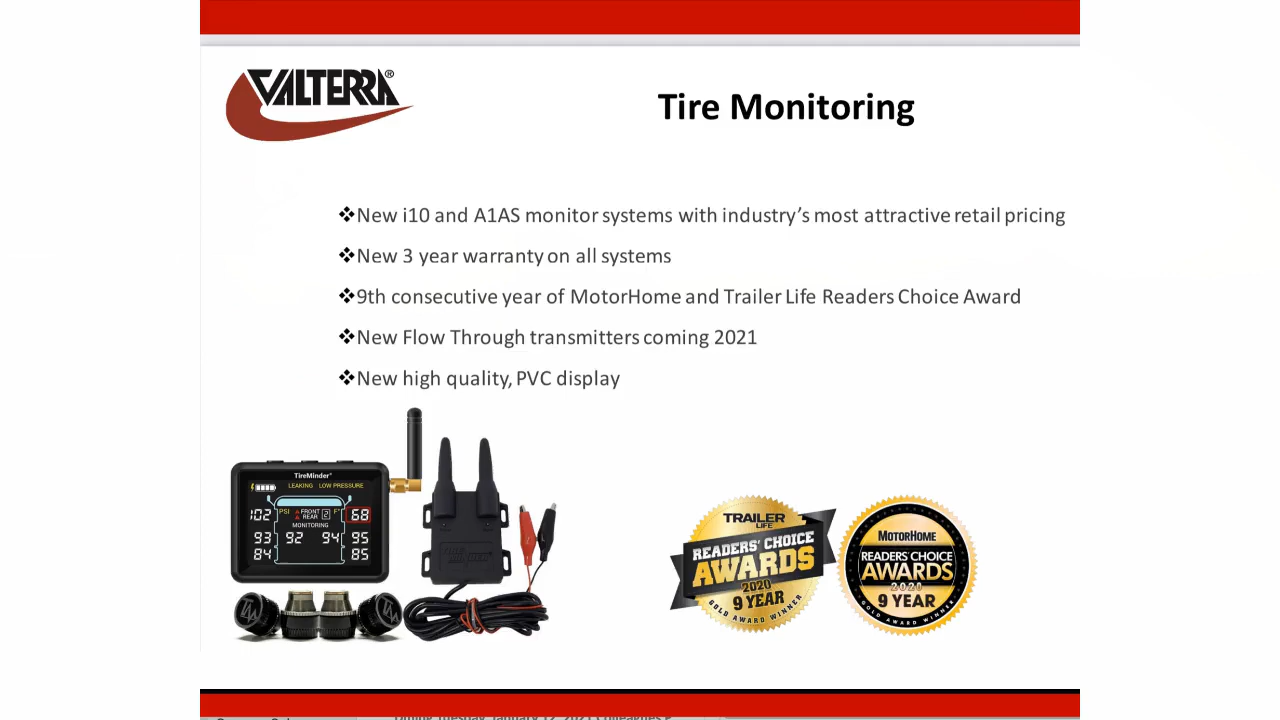 VALTERRA®
Tire Monitoring
❖New i10 and A1AS monitor systems with industry's most attractive retail pricing
❖New 3 year warranty on all systems
❖9th consecutive year of MotorHome and Trailer Life Readers Choice Award
❖New Flow Through transmitters coming 2021
❖New high quality, PVC display
TireMinder®
LEAKING LOW PRESSURE
102 PSI FRONT REAR 2 F° 68
MONITORING
93 92 94 95
84 85
TRAILER LIFE
READERS' CHOICE
AWARDS
2020
9 YEAR
GOLD AWARD WINNER
MOTORHOME
READERS' CHOICE
AWARDS
2020
9 YEAR
GOLD AWARD WINNER